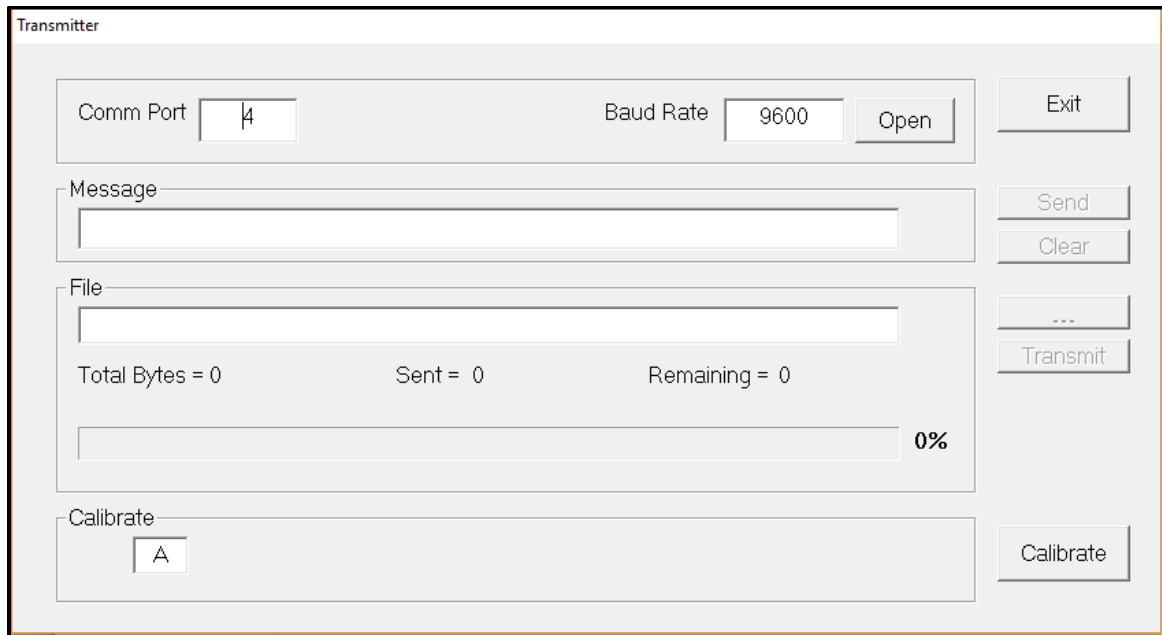 Transmitter
Comm Port 4 Baud Rate 9600 Open Exit
Message
Send
Clear
File
...
Transmit
Total Bytes = 0 Sent = 0 Remaining = 0
0%
Calibrate
A
Calibrate